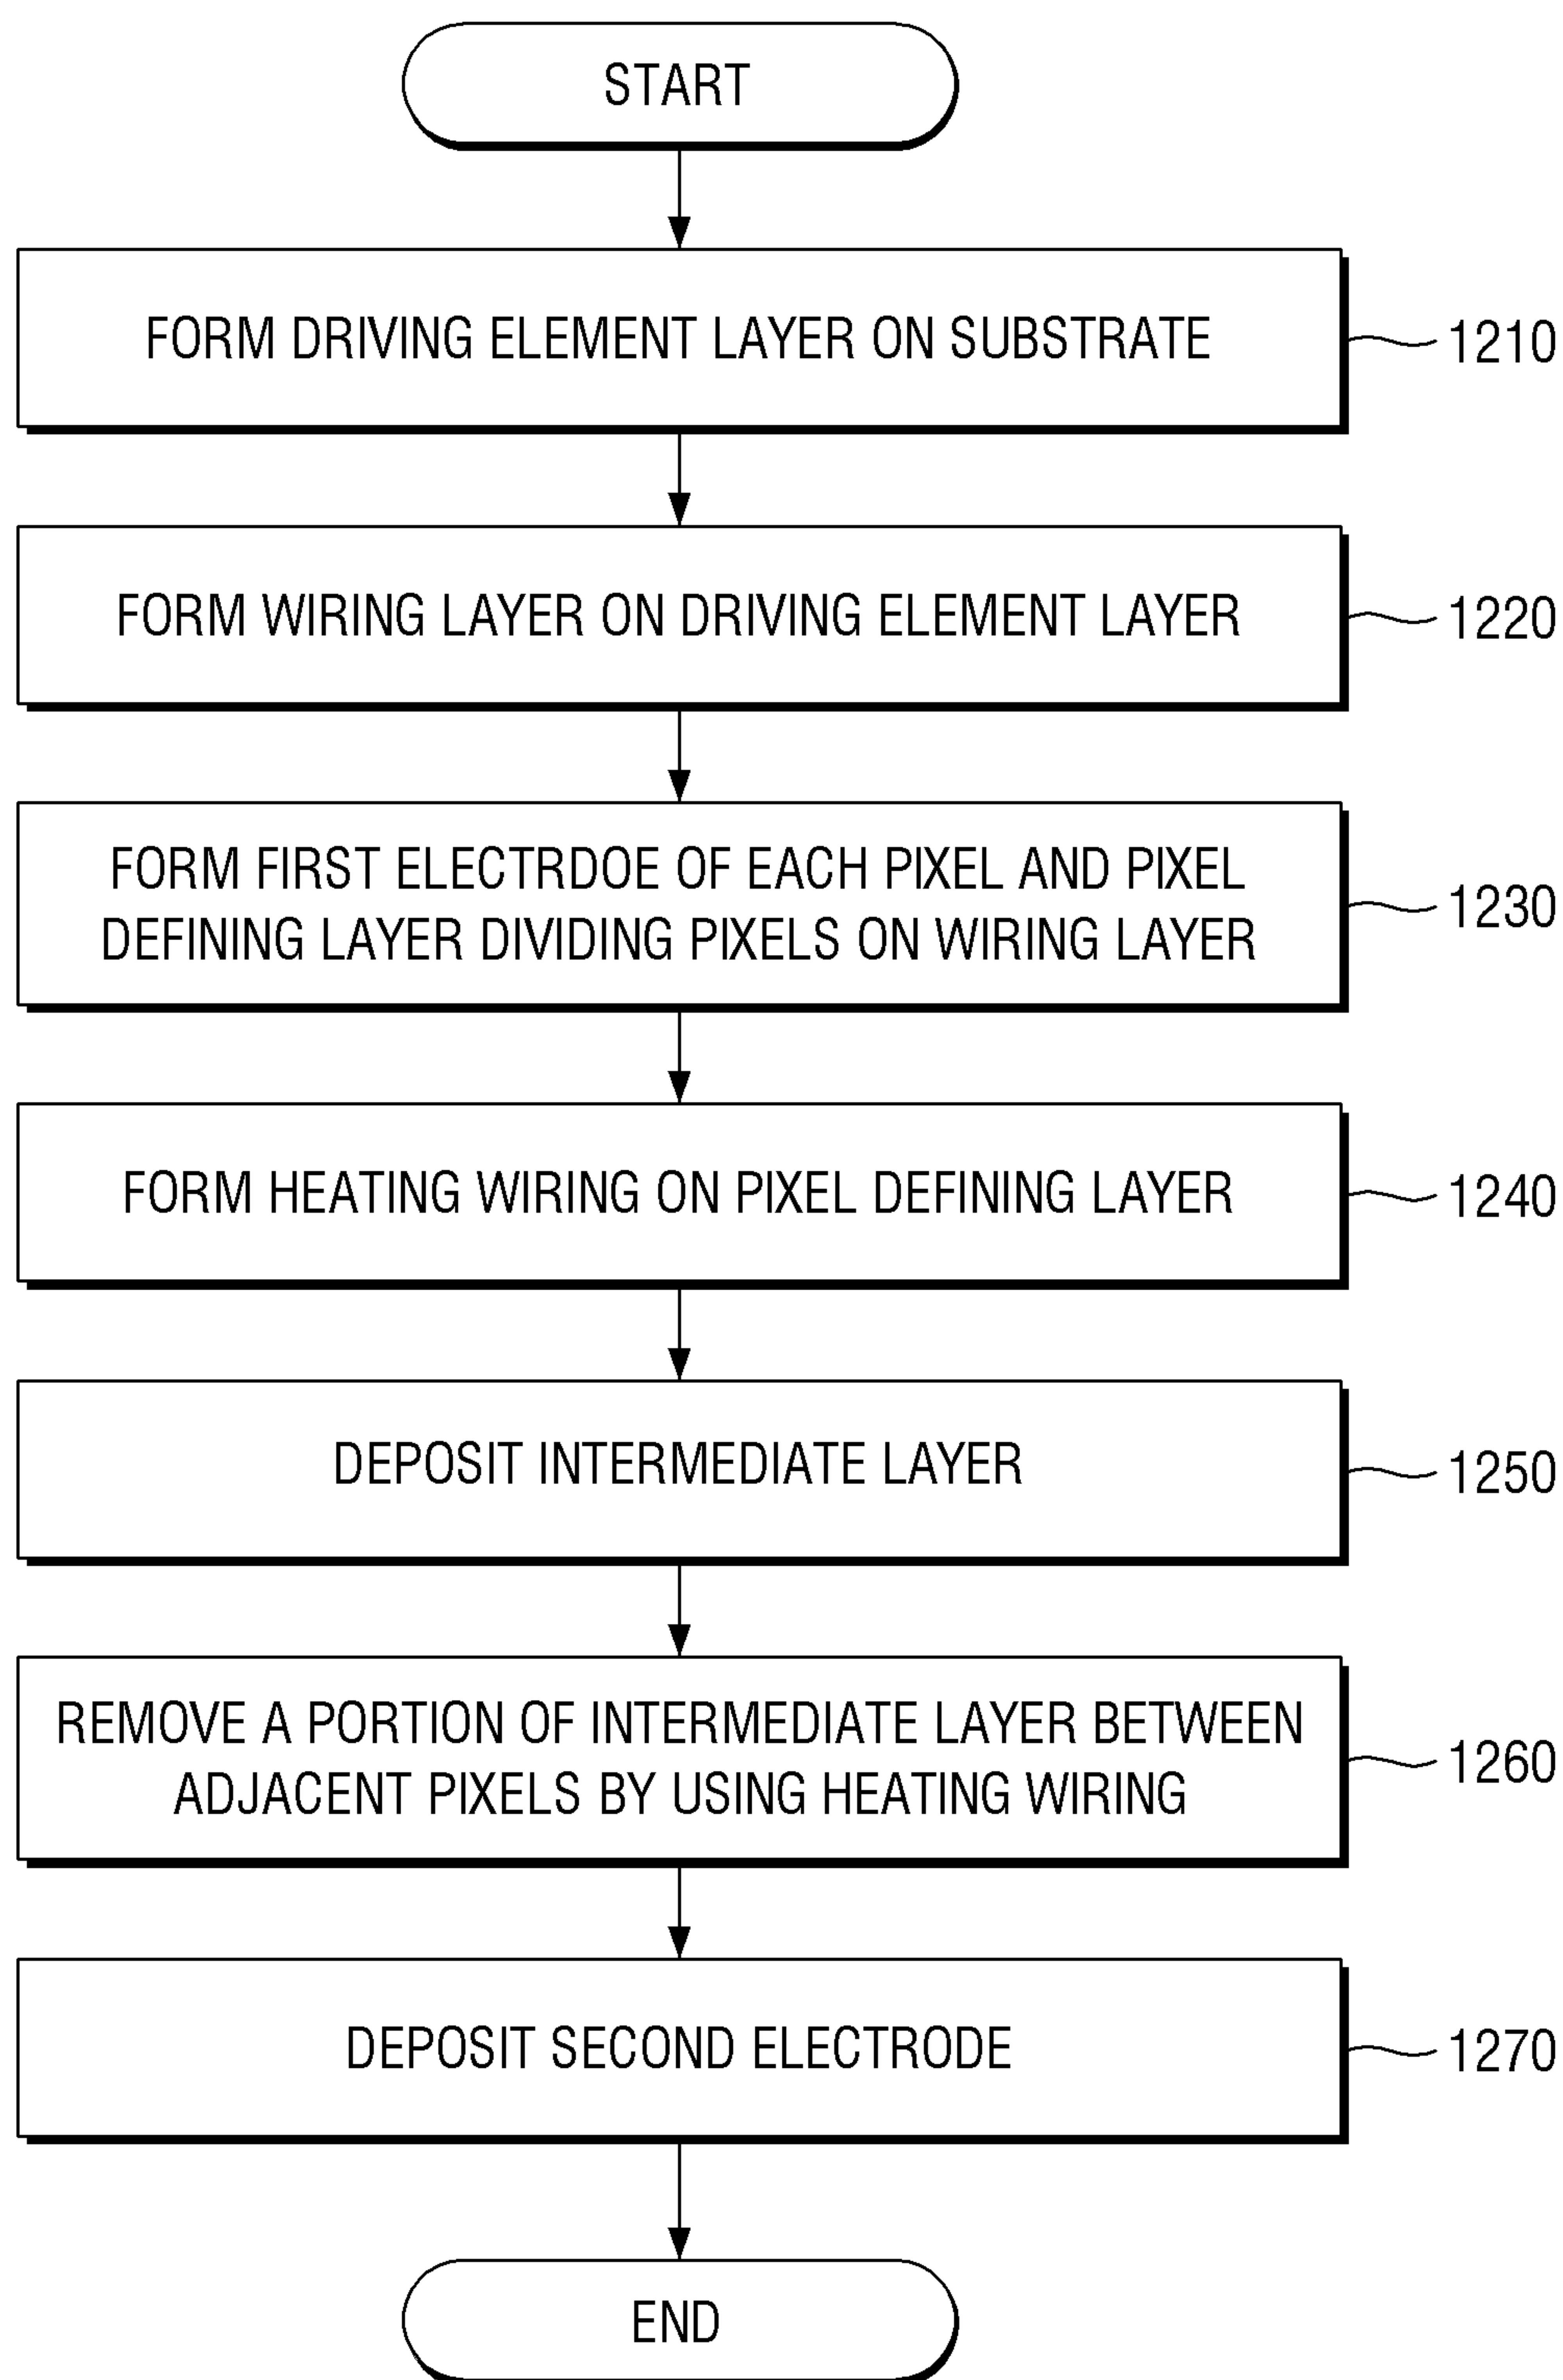 START
FORM DRIVING ELEMENT LAYER ON SUBSTRATE
1210
FORM WIRING LAYER ON DRIVING ELEMENT LAYER
1220
FORM FIRST ELECTRDOE OF EACH PIXEL AND PIXEL
DEFINING LAYER DIVIDING PIXELS ON WIRING LAYER
1230
FORM HEATING WIRING ON PIXEL DEFINING LAYER
1240
DEPOSIT INTERMEDIATE LAYER
1250
REMOVE A PORTION OF INTERMEDIATE LAYER BETWEEN
ADJACENT PIXELS BY USING HEATING WIRING
1260
DEPOSIT SECOND ELECTRODE
1270
END